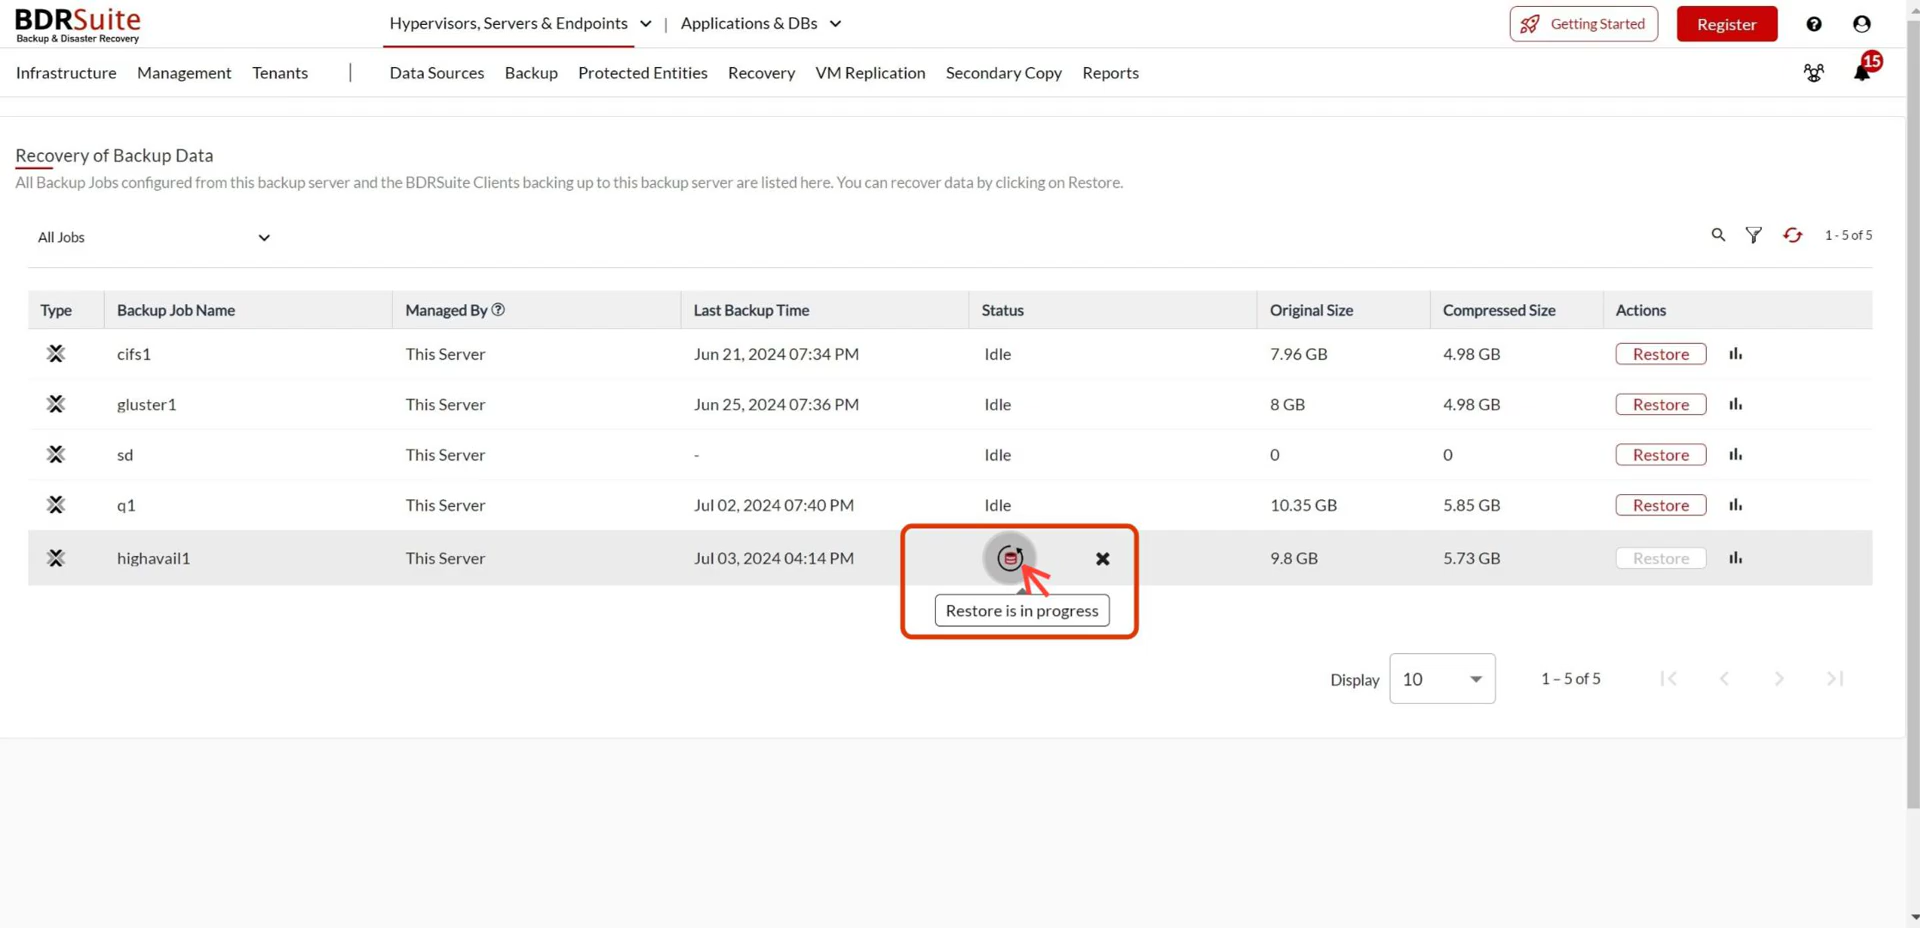 BDRSuite
Backup & Disaster Recovery
Hypervisors, Servers & Endpoints | Applications & DBs
Getting Started
Register
15
Infrastructure Management Tenants | Data Sources Backup Protected Entities Recovery VM Replication Secondary Copy Reports
Recovery of Backup Data
All Backup Jobs configured from this backup server and the BDRSuite Clients backing up to this backup server are listed here. You can recover data by clicking on Restore.
All Jobs
1 - 5 of 5
Type Backup Job Name Managed By Last Backup Time Status Original Size Compressed Size Actions
cifs1 This Server Jun 21, 2024 07:34 PM Idle 7.96 GB 4.98 GB Restore
gluster1 This Server Jun 25, 2024 07:36 PM Idle 8 GB 4.98 GB Restore
sd This Server - Idle 0 0 Restore
q1 This Server Jul 02, 2024 07:40 PM Idle 10.35 GB 5.85 GB Restore
highavail1 This Server Jul 03, 2024 04:14 PM 9.8 GB 5.73 GB Restore
Restore is in progress
Display 10 1 – 5 of 5